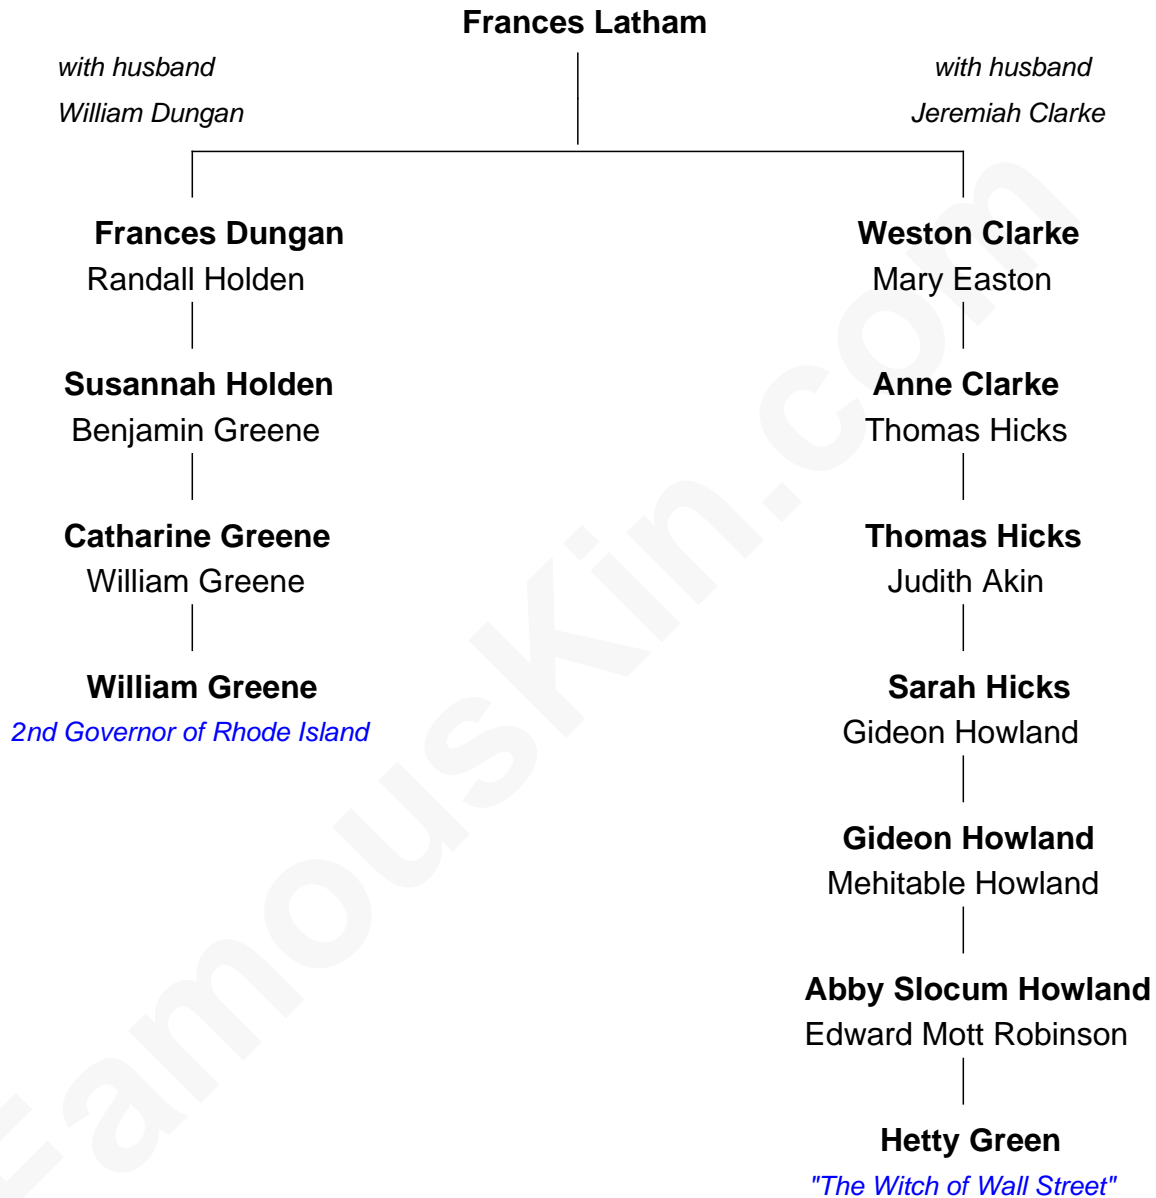 Frances Latham
with husband
William Dungan
with husband
Jeremiah Clarke
Frances Dungan
Randall Holden
Weston Clarke
Mary Easton
Susannah Holden
Benjamin Greene
Anne Clarke
Thomas Hicks
Catharine Greene
William Greene
Thomas Hicks
Judith Akin
William Greene
2nd Governor of Rhode Island
Sarah Hicks
Gideon Howland
Gideon Howland
Mehitable Howland
Abby Slocum Howland
Edward Mott Robinson
Hetty Green
"The Witch of Wall Street"
FamousKin.com